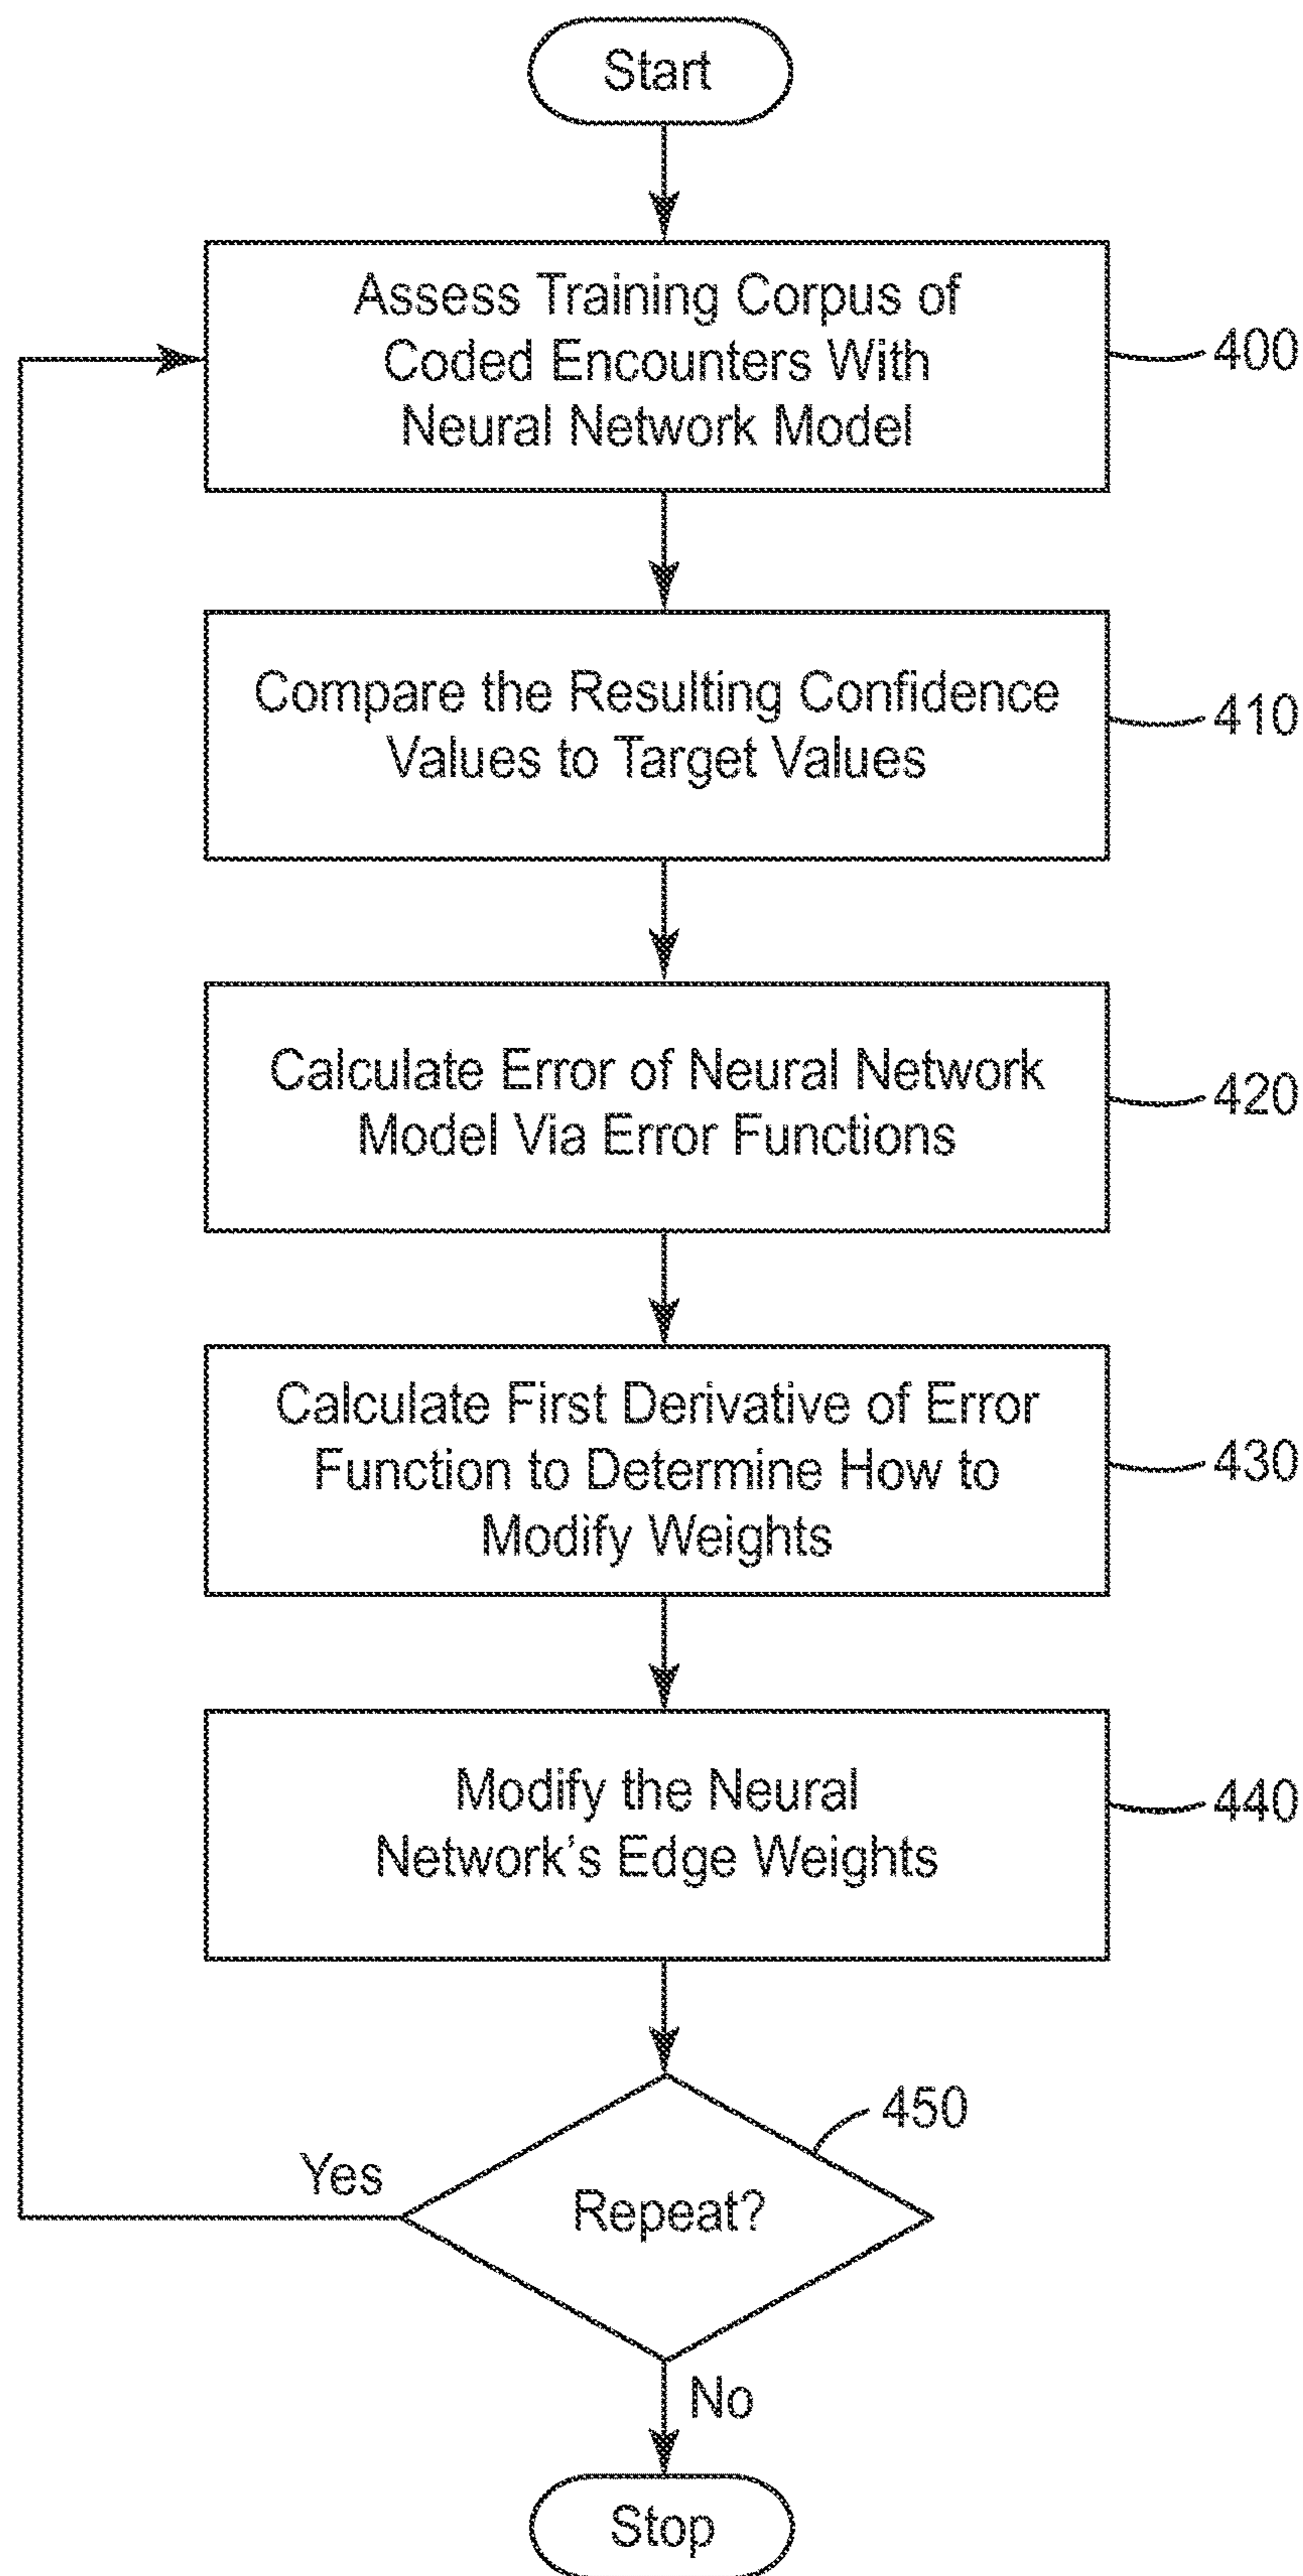 Start
Assess Training Corpus of
Coded Encounters With
Neural Network Model
400
Compare the Resulting Confidence
Values to Target Values
410
Calculate Error of Neural Network
Model Via Error Functions
420
Calculate First Derivative of Error
Function to Determine How to
Modify Weights
430
Modify the Neural
Network's Edge Weights
440
450
Yes
Repeat?
No
Stop